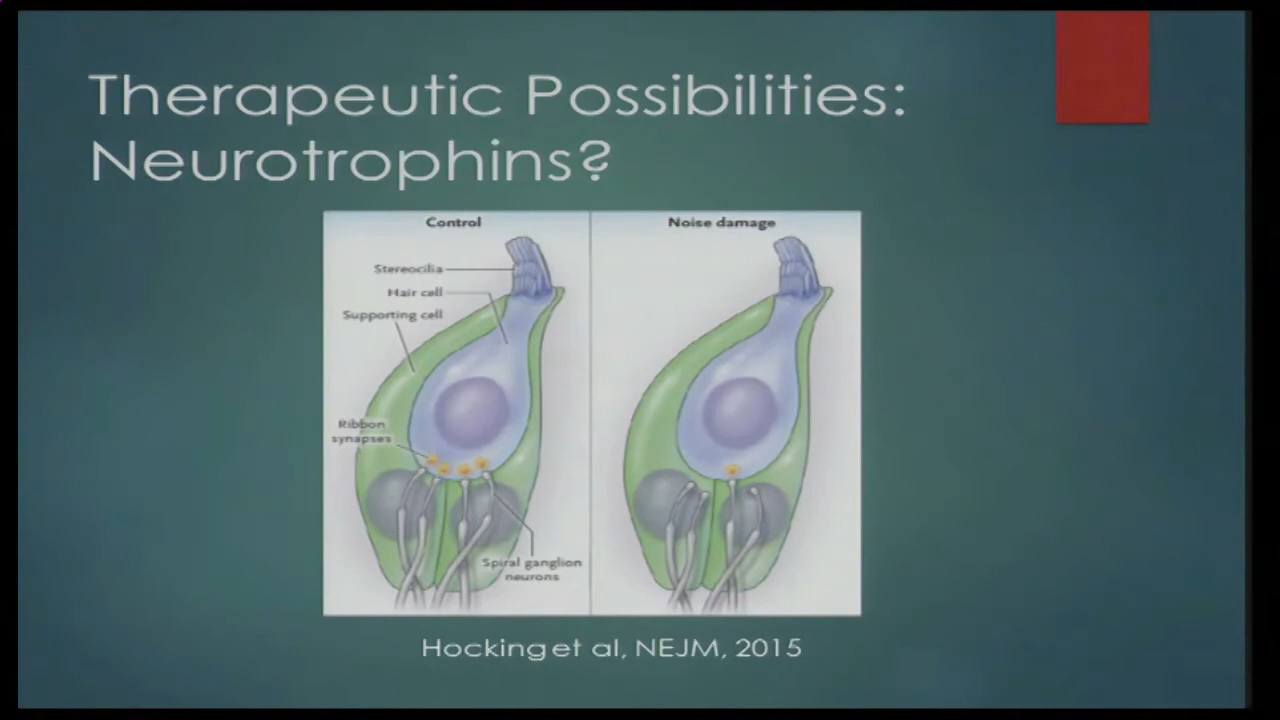 Therapeutic Possibilities:
Neurotrophins?
Control
Noise damage
Stereocilia
Hair cell
Supporting cell
Ribbon
synapses
Spiral ganglion
neurons
Hocking et al, NEJM, 2015